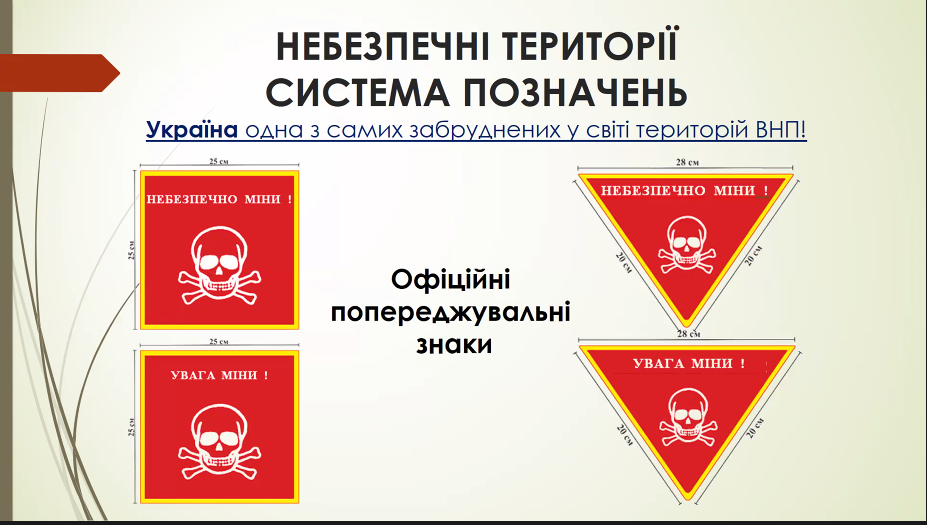 НЕБЕЗПЕЧНІ ТЕРИТОРІЇ
СИСТЕМА ПОЗНАЧЕНЬ
Україна одна з самих забруднених у світі територій ВНП!
25 см
НЕБЕЗПЕЧНО МІНИ !
25 см
28 см
НЕБЕЗПЕЧНО МІНИ !
20 см
20 см
Офіційні
попереджувальні
знаки
25 см
УВАГА МІНИ !
25 см
28 см
УВАГА МІНИ !
20 см
20 см